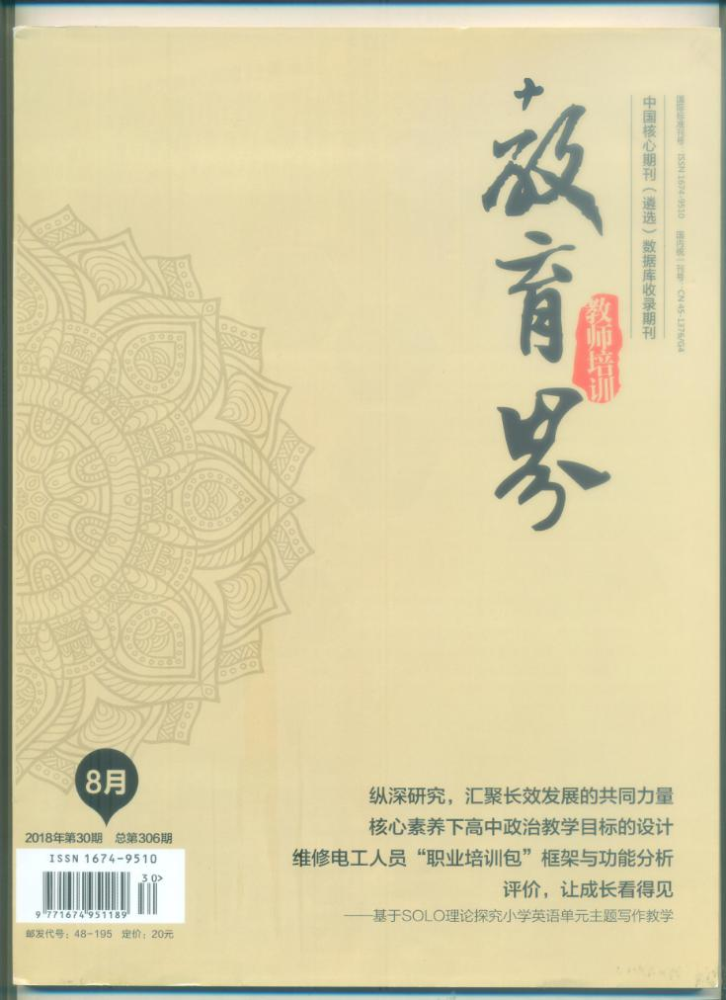 国际标准刊号：ISSN 1674-9510 国内统一刊号：CN 45-1376/G4
中国核心期刊（遴选）数据库收录期刊
教育界
教师培训
8月
2018年第30期 总第306期
ISSN 1674-9510
30>
9 771674 951189
邮发代号：48-195 定价：20元
纵深研究，汇聚长效发展的共同力量
核心素养下高中政治教学目标的设计
维修电工人员“职业培训包”框架与功能分析
评价，让成长看得见
——基于SOLO理论探究小学英语单元主题写作教学